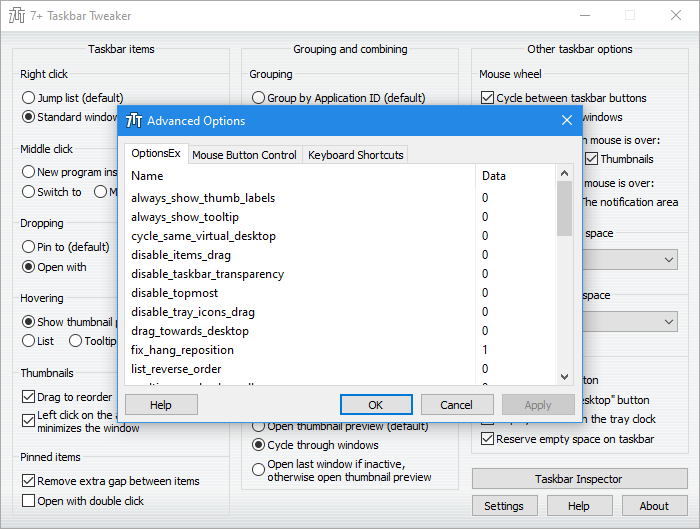 7+ Taskbar Tweaker
Taskbar items
Right click
Jump list (default)
Standard window
Middle click
New program ins
Switch to
Dropping
Pin to (default)
Open with
Hovering
Show thumbnail
List
Tooltip
Thumbnails
Drag to reorder
Left click on the a
minimizes the window
Pinned items
Remove extra gap between items
Open with double click
Grouping and combining
Grouping
Group by Application ID (default)
Open thumbnail preview (default)
Cycle through windows
Open last window if inactive,
otherwise open thumbnail preview
Other taskbar options
Mouse wheel
Cycle between taskbar buttons
windows
mouse is over:
Thumbnails
mouse is over:
The notification area
space
space
button
"desktop" button
on the tray clock
Reserve empty space on taskbar
Taskbar Inspector
Settings
Help
About
Advanced Options
OptionsEx
Mouse Button Control
Keyboard Shortcuts
Name Data
always_show_thumb_labels 0
always_show_tooltip 0
cycle_same_virtual_desktop 0
disable_items_drag 0
disable_taskbar_transparency 0
disable_topmost 0
disable_tray_icons_drag 0
drag_towards_desktop 0
fix_hang_reposition 1
list_reverse_order 0
Help
OK
Cancel
Apply